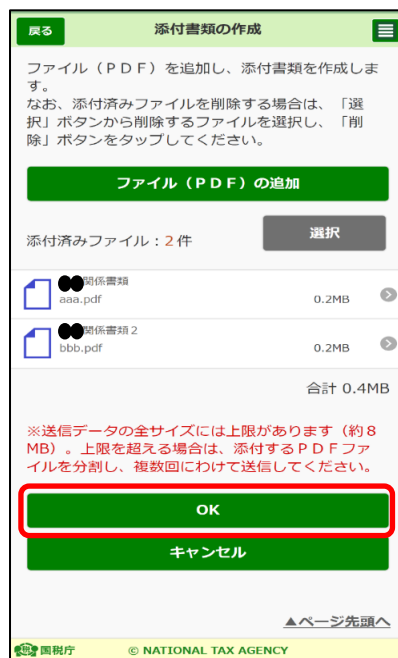 戻る
添付書類の作成
ファイル（ＰＤＦ）を追加し、添付書類を作成しま
す。
なお、添付済みファイルを削除する場合は、「選
択」ボタンから削除するファイルを選択し、「削
除」ボタンをタップしてください。
ファイル（ＰＤＦ）の追加
添付済みファイル：2 件
選択
関係書類
aaa.pdf
0.2MB
関係書類２
bbb.pdf
0.2MB
合計 0.4MB
※送信データの全サイズには上限があります（約８
MB）。上限を超える場合は、添付するＰＤＦファ
イルを分割し、複数回にわけて送信してください。
OK
キャンセル
▲ページ先頭へ
国税庁
© NATIONAL TAX AGENCY